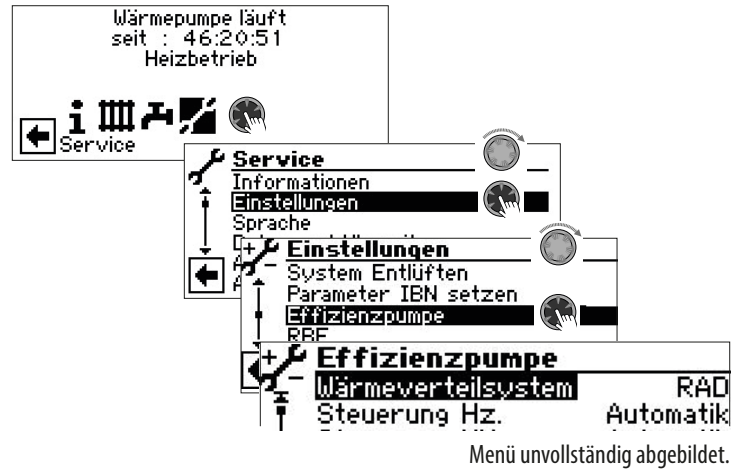 Wärmepumpe läuft
seit : 46:20:51
Heizbetrieb
Service
Service
Informationen
Einstellungen
Sprache
Einstellungen
System Entlüften
Parameter IBN setzen
Effizienzpumpe
RBE
Effizienzpumpe
Wärmeverteilsystem RAD
Steuerung Hz. Automatik
Menü unvollständig abgebildet.